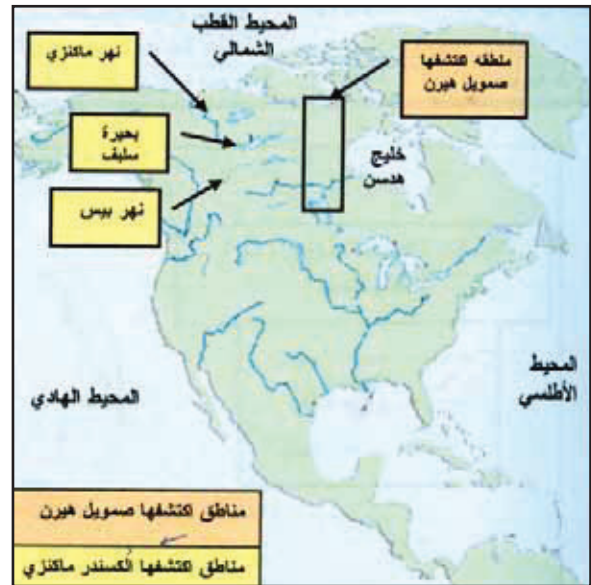 المحيط القطب
الشمالي
منطقه اكتشفها
صمويل هيرن
نهر ماكنزي
بحيرة
سليف
نهر بيس
خليج
هدسن
المحيط
الأطلسي
المحيط الهادي
مناطق اكتشفها صمويل هيرن
مناطق اكتشفها الكسندر ماكنزي